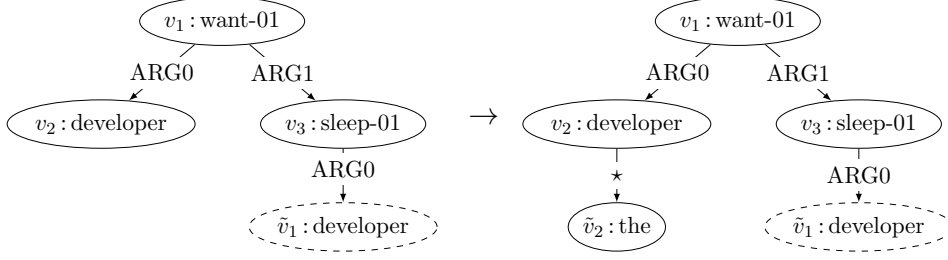 v₁ : want-01 v₁ : want-01
ARG0 ARG1 ARG0 ARG1
v₂ : developer v₃ : sleep-01 → v₂ : developer v₃ : sleep-01
ARG0 ⋆ ARG0
ṽ₁ : developer ṽ₂ : the ṽ₁ : developer